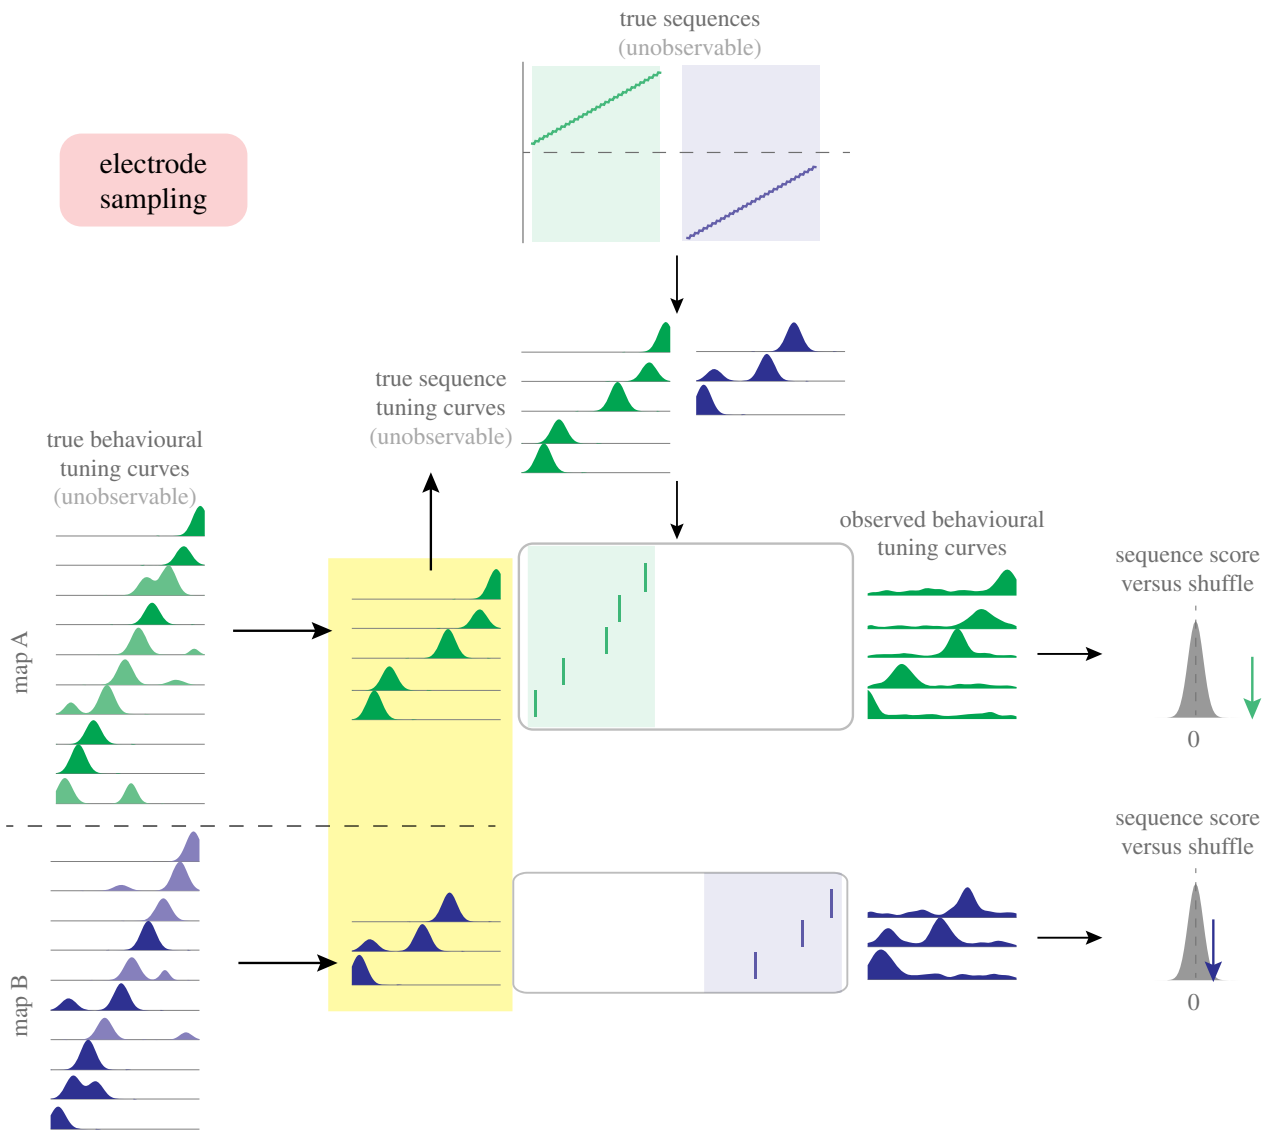 true sequences
(unobservable)
electrode
sampling
true sequence
tuning curves
(unobservable)
true behavioural
tuning curves
(unobservable)
observed behavioural
tuning curves
sequence score
versus shuffle
map A
0
sequence score
versus shuffle
map B
0